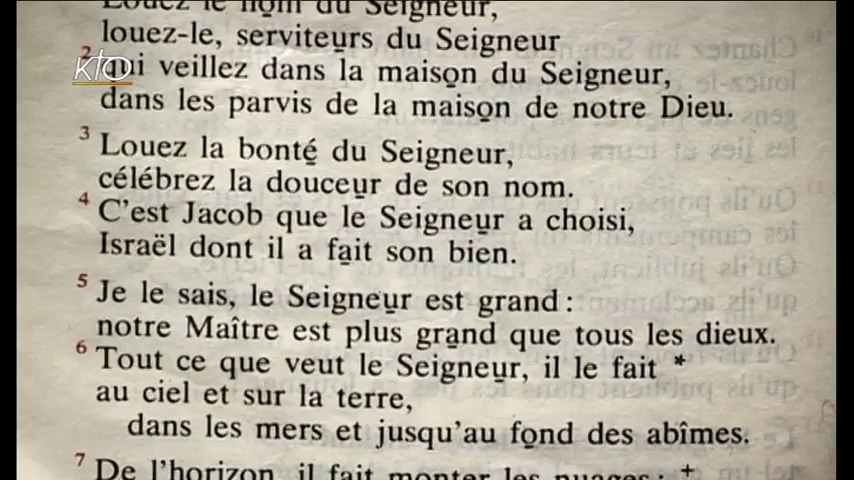 Louez le nom du Seigneur,
louez-le, serviteurs du Seigneur
2 qui veillez dans la maison du Seigneur,
dans les parvis de la maison de notre Dieu.
3 Louez la bonté du Seigneur,
célébrez la douceur de son nom.
4 C'est Jacob que le Seigneur a choisi,
Israël dont il a fait son bien.
5 Je le sais, le Seigneur est grand :
notre Maître est plus grand que tous les dieux.
6 Tout ce que veut le Seigneur, il le fait *
au ciel et sur la terre,
dans les mers et jusqu'au fond des abîmes.
7 De l'horizon, il fait monter les nuages ; +
kto